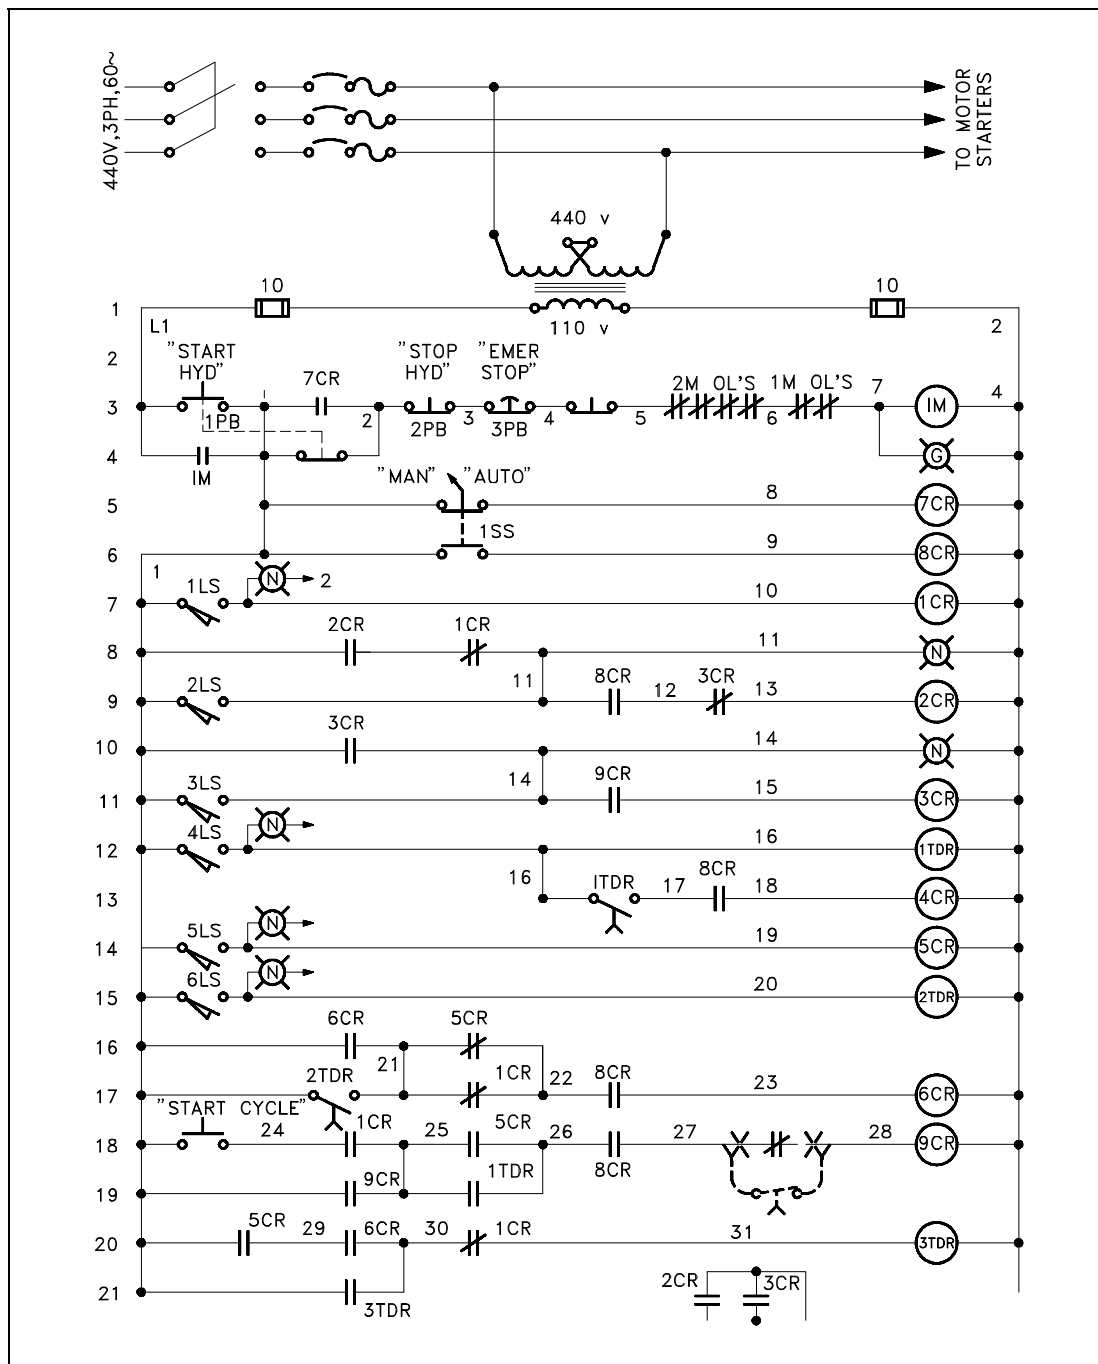 440V,3PH,60~
TO MOTOR
STARTERS
440 v
10
10
1
L1
110 v
2
2
"START
HYD"
"STOP
HYD"
"EMER
STOP"
7CR
2M OL'S
1M OL'S
7
4
3
1PB
2
2PB
3
3PB
4
5
6
IM
4
IM
G
"MAN"
"AUTO"
5
8
7CR
1SS
6
9
8CR
1
N
2
1LS
7
10
1CR
2CR
1CR
8
11
N
2LS
11
8CR
12
3CR
13
9
2CR
3CR
10
14
N
3LS
14
9CR
15
11
3CR
N
4LS
12
16
1TDR
16
1TDR
17
8CR
18
13
4CR
N
5LS
14
19
5CR
N
6LS
15
20
2TDR
6CR
5CR
16
21
2TDR
1CR
22
8CR
23
17
6CR
"START CYCLE"
24
1CR
25
5CR
26
27
28
18
8CR
9CR
9CR
1TDR
19
5CR
29
6CR
30
1CR
31
20
3TDR
21
3TDR
2CR
3CR